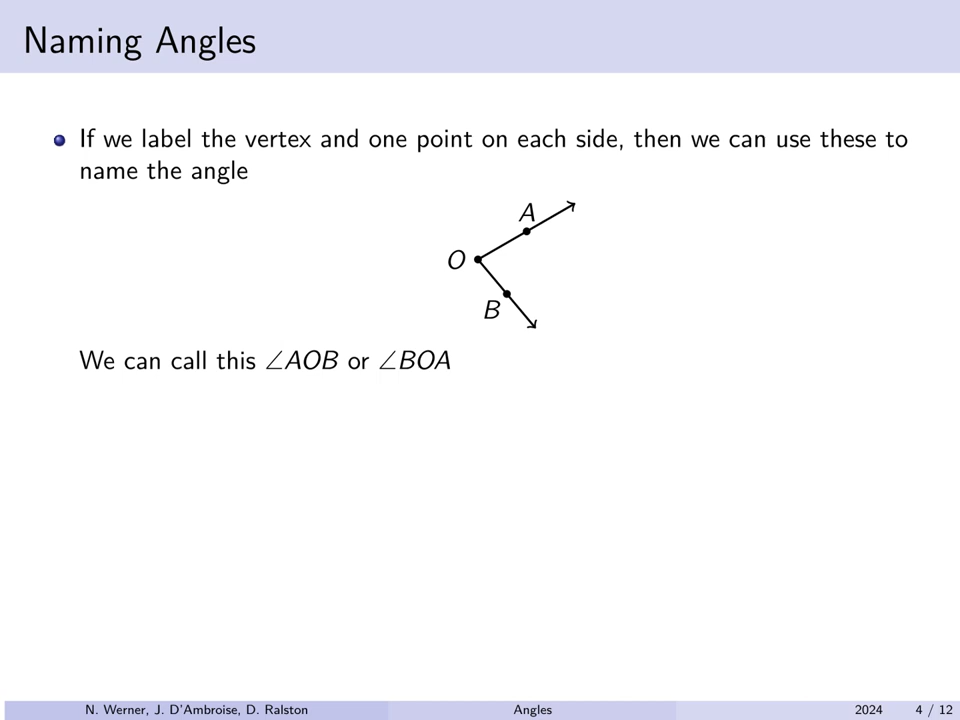 Naming Angles
If we label the vertex and one point on each side, then we can use these to
name the angle
A
O
B
We can call this ∠AOB or ∠BOA
N. Werner, J. D'Ambroise, D. Ralston
Angles
2024
4 / 12